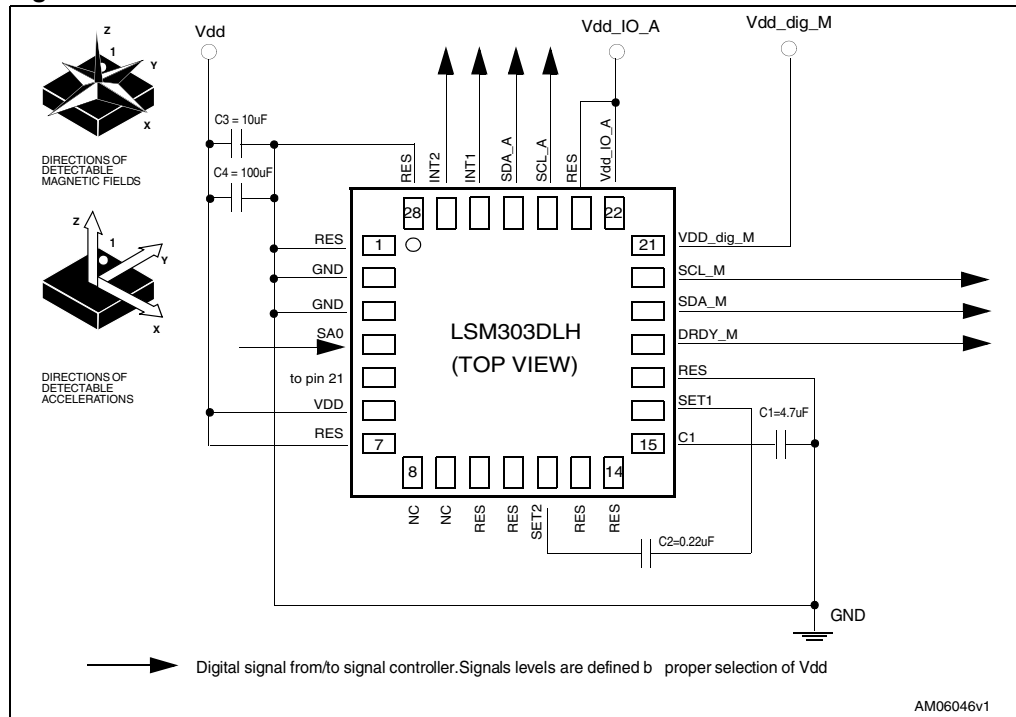 Vdd
Vdd_IO_A
Vdd_dig_M
Z
1
Y
X
DIRECTIONS OF
DETECTABLE
MAGNETIC FIELDS
C3 = 10uF
C4 = 100uF
RES
INT2
INT1
SDA_A
SCL_A
RES
Vdd_IO_A
28
22
Z
1
Y
X
DIRECTIONS OF
DETECTABLE
ACCELERATIONS
RES
1
GND
GND
SA0
to pin 21
VDD
RES
7
LSM303DLH
(TOP VIEW)
21
VDD_dig_M
SCL_M
SDA_M
DRDY_M
RES
SET1
C1=4.7uF
15
C1
8
14
NC
NC
RES
RES
SET2
RES
RES
C2=0.22uF
GND
Digital signal from/to signal controller.Signals levels are defined b proper selection of Vdd
AM06046v1